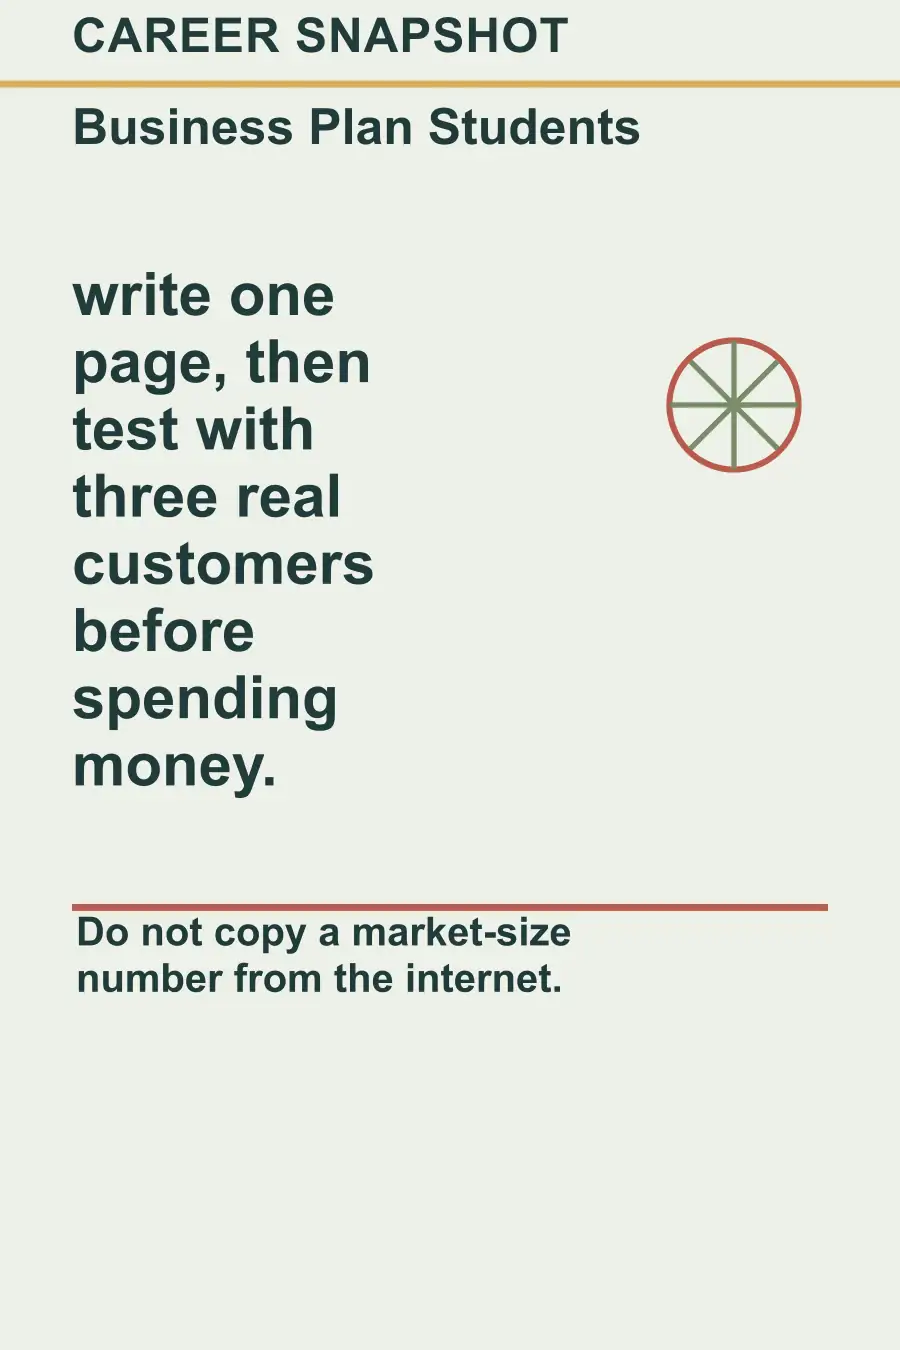 CAREER SNAPSHOT
Business Plan Students
write one
page, then
test with
three real
customers
before
spending
money.
Do not copy a market-size
number from the internet.